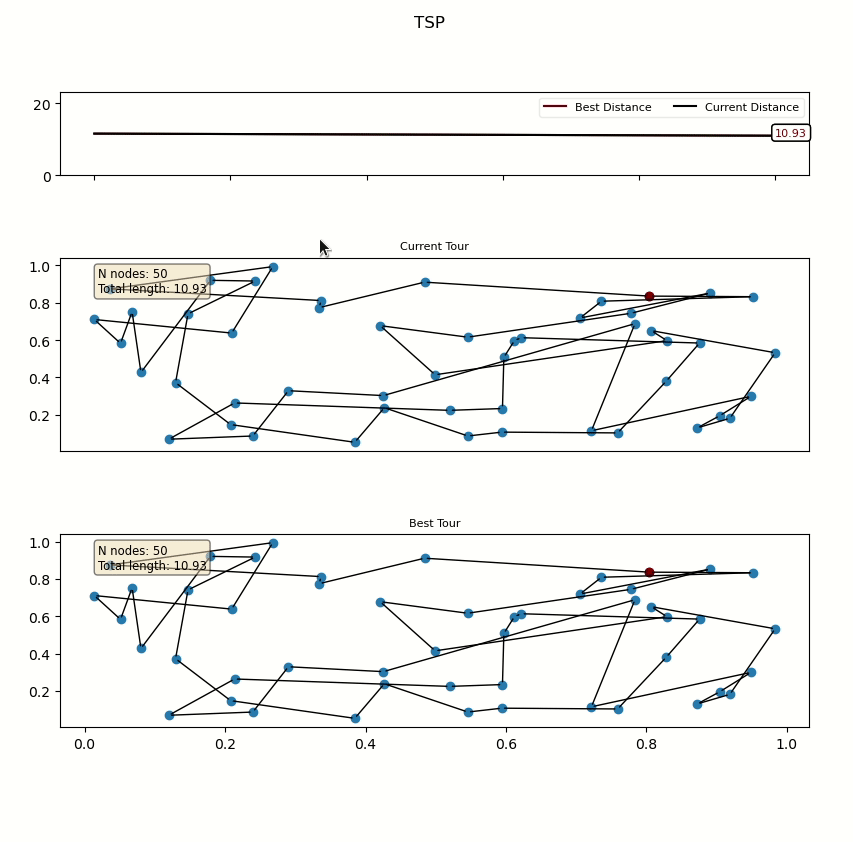 TSP
20
0
Best Distance
Current Distance
10.93
Current Tour
1.0
0.8
0.6
0.4
0.2
N nodes: 50
Total length: 10.93
Best Tour
1.0
0.8
0.6
0.4
0.2
N nodes: 50
Total length: 10.93
0.0 0.2 0.4 0.6 0.8 1.0